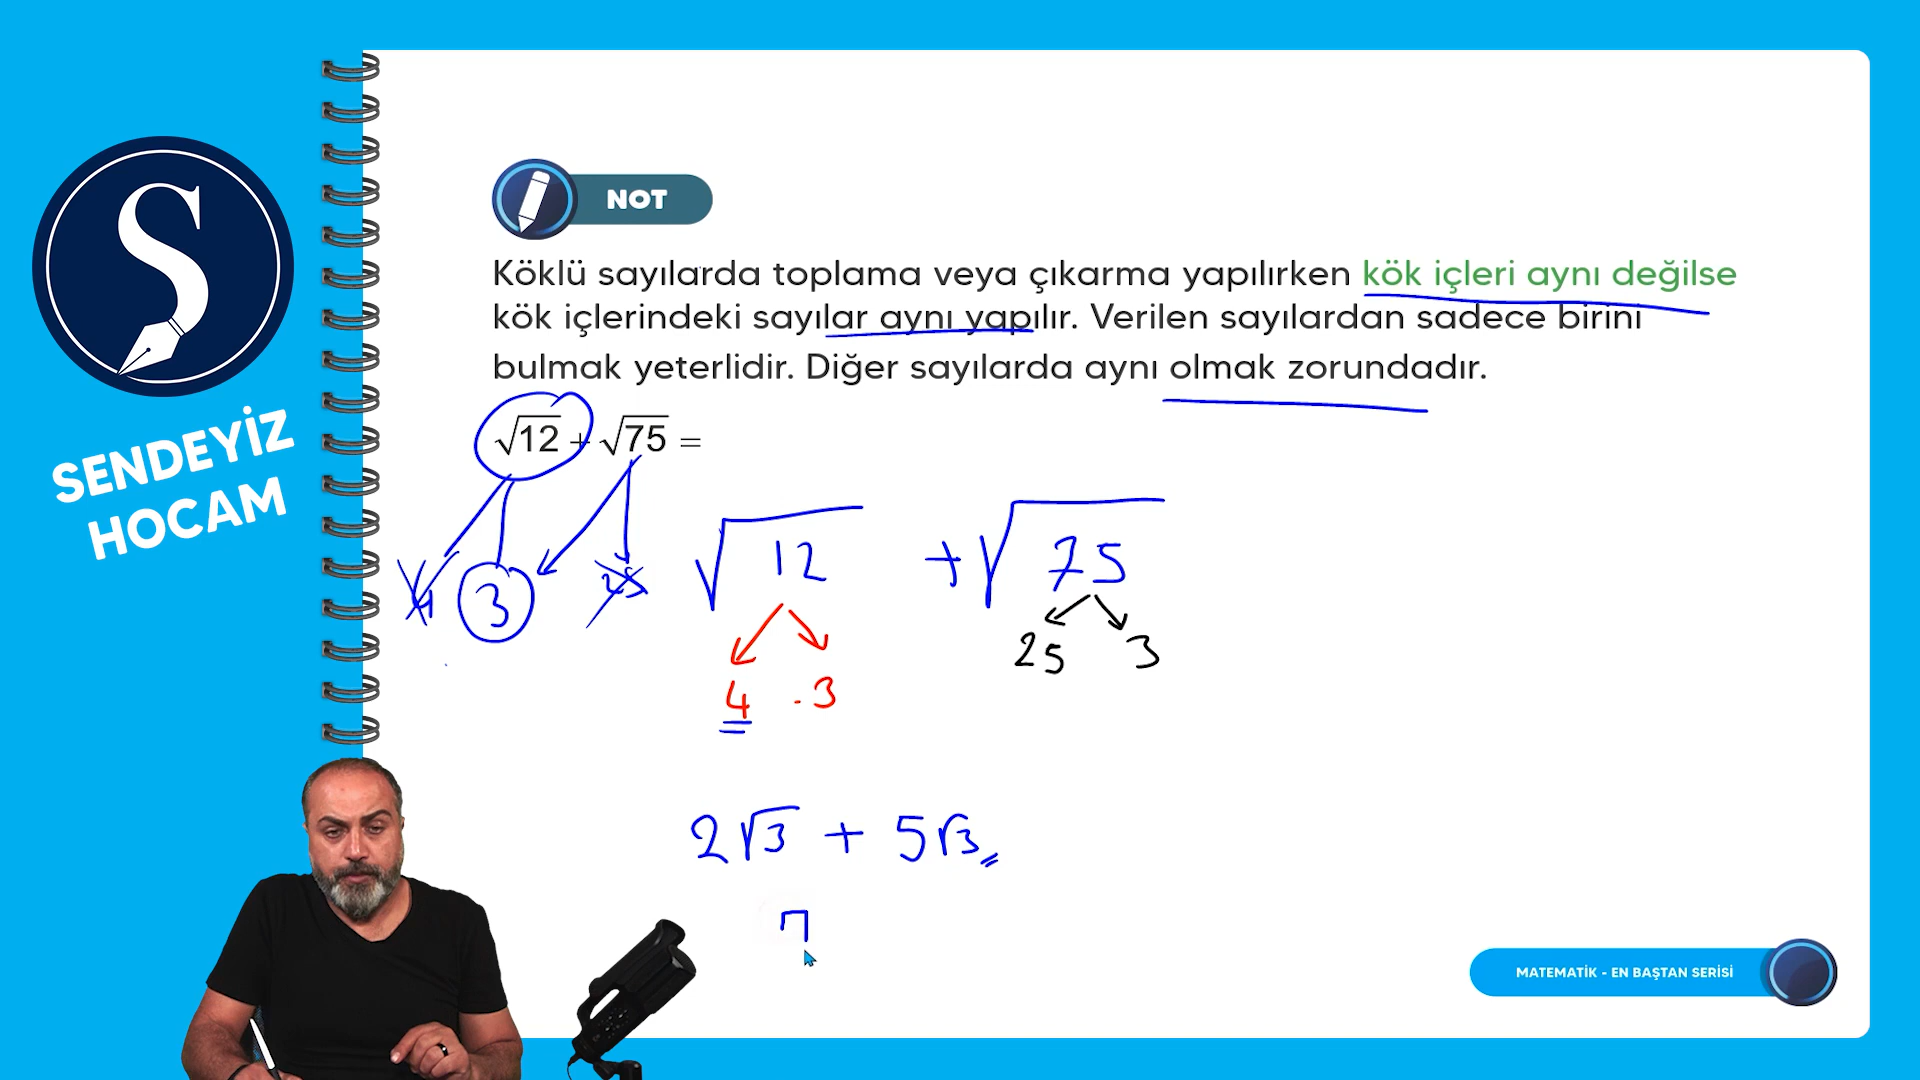 S
SENDEYİZ
HOCAM
NOT
Köklü sayılarda toplama veya çıkarma yapılırken kök içleri aynı değilse
kök içlerindeki sayılar aynı yapılır. Verilen sayılardan sadece birini
bulmak yeterlidir. Diğer sayılarda aynı olmak zorundadır.
√12 + √75 =
4 3 25
√12 + √75
25 3
4 . 3
2√3 + 5√3
7
MATEMATİK - EN BAŞTAN SERİSİ